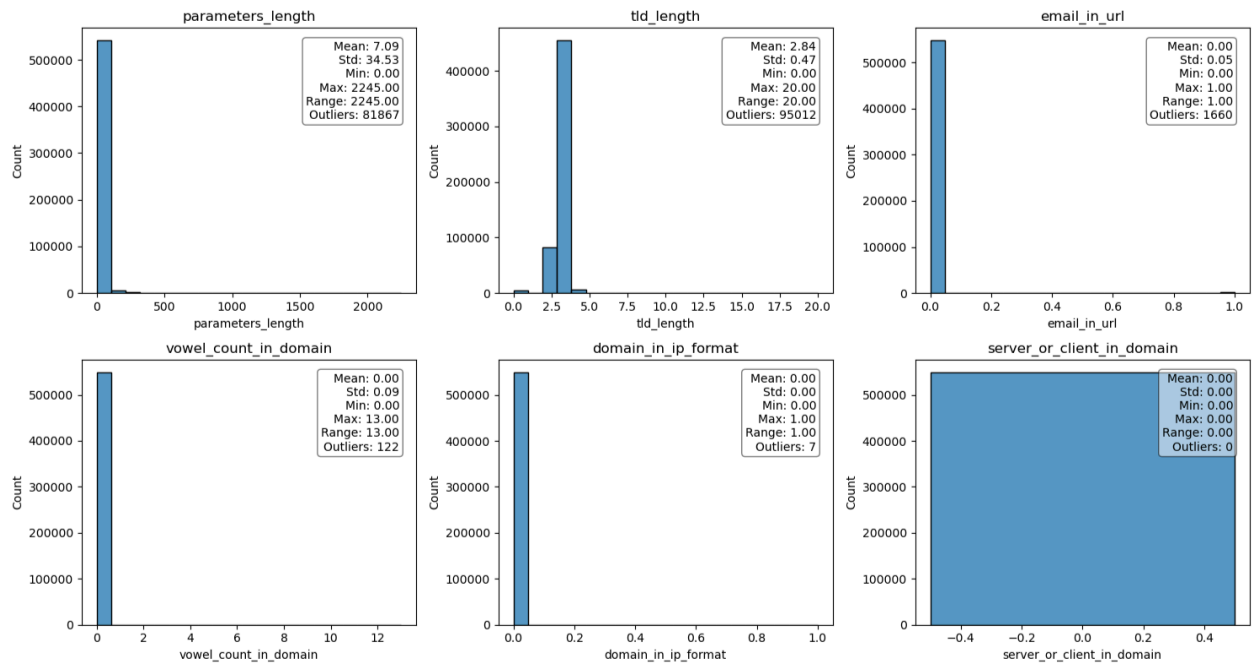 parameters_length
Mean: 7.09
Std: 34.53
Min: 0.00
Max: 2245.00
Range: 2245.00
Outliers: 81867
500000
400000
300000
200000
100000
0
Count
0 500 1000 1500 2000
parameters_length
tld_length
Mean: 2.84
Std: 0.47
Min: 0.00
Max: 20.00
Range: 20.00
Outliers: 95012
400000
300000
200000
100000
0
Count
0.0 2.5 5.0 7.5 10.0 12.5 15.0 17.5 20.0
tld_length
email_in_url
Mean: 0.00
Std: 0.05
Min: 0.00
Max: 1.00
Range: 1.00
Outliers: 1660
500000
400000
300000
200000
100000
0
Count
0.0 0.2 0.4 0.6 0.8 1.0
email_in_url
vowel_count_in_domain
Mean: 0.00
Std: 0.09
Min: 0.00
Max: 13.00
Range: 13.00
Outliers: 122
500000
400000
300000
200000
100000
0
Count
0 2 4 6 8 10 12
vowel_count_in_domain
domain_in_ip_format
Mean: 0.00
Std: 0.00
Min: 0.00
Max: 1.00
Range: 1.00
Outliers: 7
500000
400000
300000
200000
100000
0
Count
0.0 0.2 0.4 0.6 0.8 1.0
domain_in_ip_format
server_or_client_in_domain
Mean: 0.00
Std: 0.00
Min: 0.00
Max: 0.00
Range: 0.00
Outliers: 0
500000
400000
300000
200000
100000
0
Count
−0.4 −0.2 0.0 0.2 0.4
server_or_client_in_domain